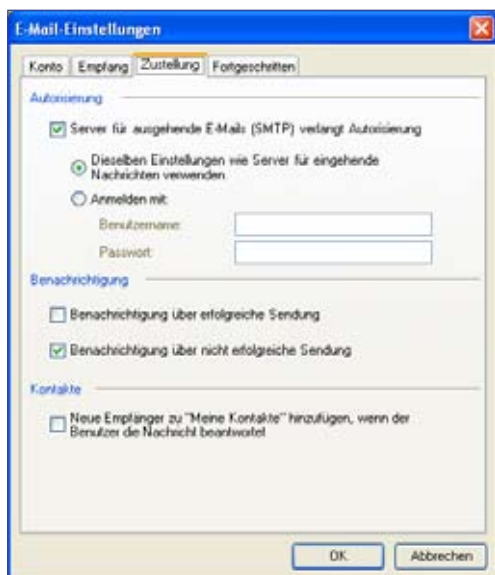 E-Mail-Einstellungen
Konto Empfang Zustellung Fortgeschritten
Autorisierung
Server für ausgehende E-Mails (SMTP) verlangt Autorisierung
Dieselben Einstellungen wie Server für eingehende
Nachrichten verwenden
Anmelden mit:
Benutzername:
Passwort:
Benachrichtigung
Benachrichtigung über erfolgreiche Sendung
Benachrichtigung über nicht erfolgreiche Sendung
Kontakte
Neue Empfänger zu "Meine Kontakte" hinzufügen, wenn der
Benutzer die Nachricht beantwortet
OK Abbrechen